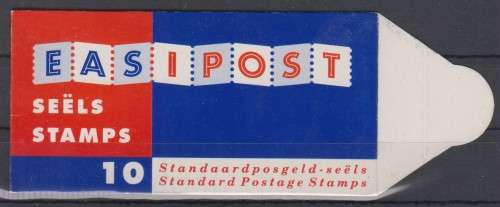 EASIPOST
SEËLS
STAMPS
10
Standaardposgeld-seëls
Standard Postage Stamps